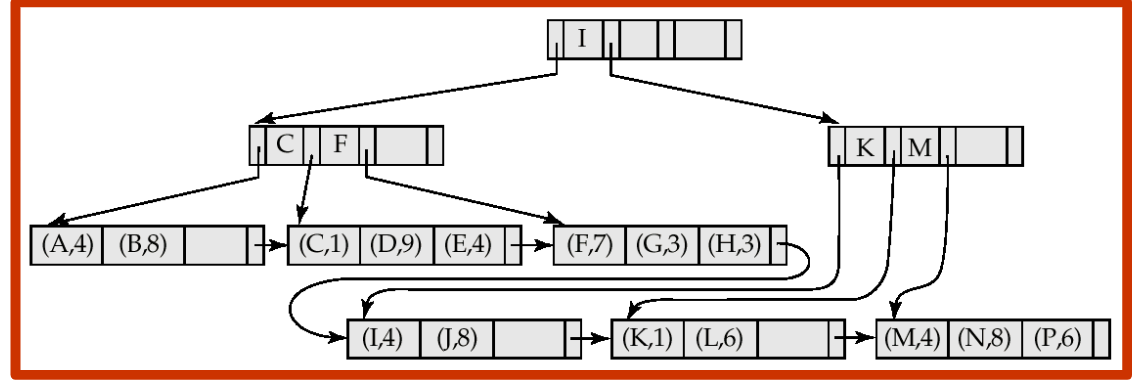 I
C F
K M
(A,4) (B,8) (C,1) (D,9) (E,4) (F,7) (G,3) (H,3)
(I,4) (J,8) (K,1) (L,6) (M,4) (N,8) (P,6)